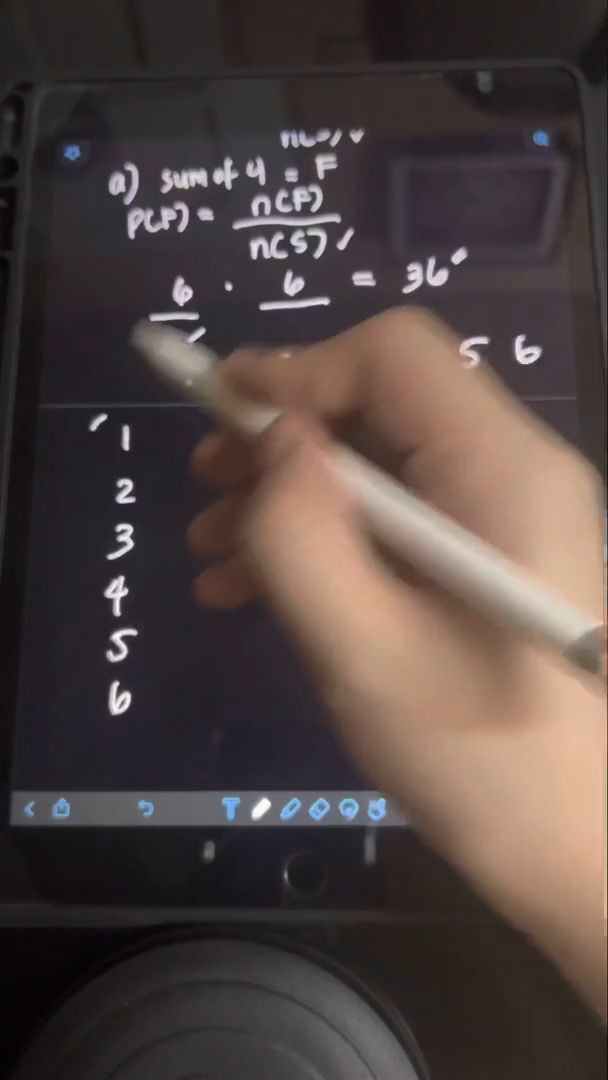 a) sum of 4 = F
P(F) = n(F)
n(S)
6 · 6 = 36
5 6
1
2
3
4
5
6
T